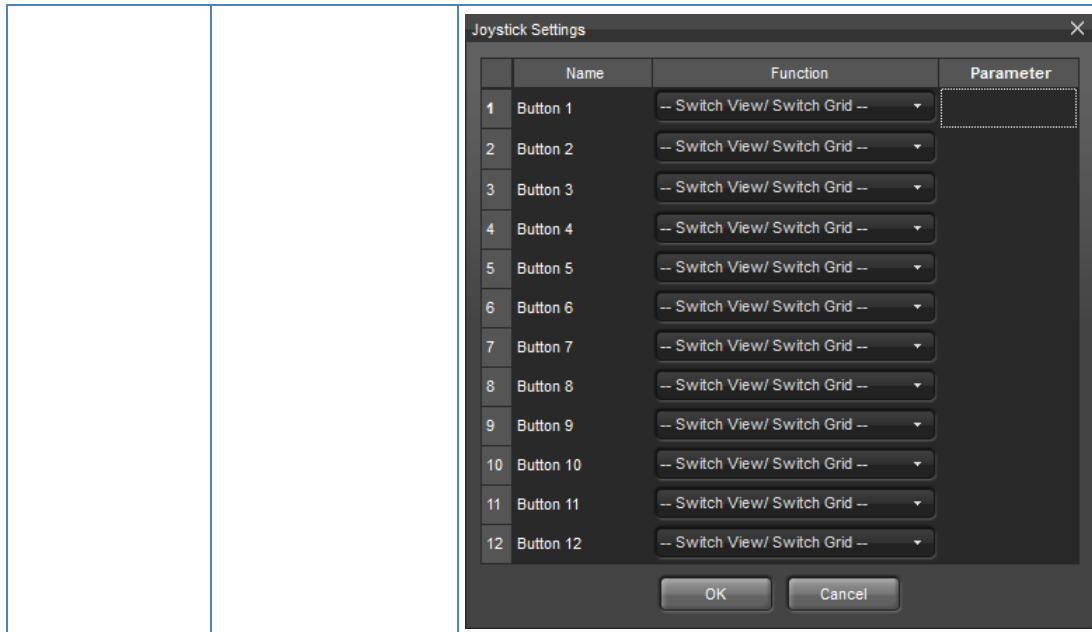 Joystick Settings
Name Function Parameter
1 Button 1 -- Switch View/ Switch Grid --
2 Button 2 -- Switch View/ Switch Grid --
3 Button 3 -- Switch View/ Switch Grid --
4 Button 4 -- Switch View/ Switch Grid --
5 Button 5 -- Switch View/ Switch Grid --
6 Button 6 -- Switch View/ Switch Grid --
7 Button 7 -- Switch View/ Switch Grid --
8 Button 8 -- Switch View/ Switch Grid --
9 Button 9 -- Switch View/ Switch Grid --
10 Button 10 -- Switch View/ Switch Grid --
11 Button 11 -- Switch View/ Switch Grid --
12 Button 12 -- Switch View/ Switch Grid --
OK Cancel